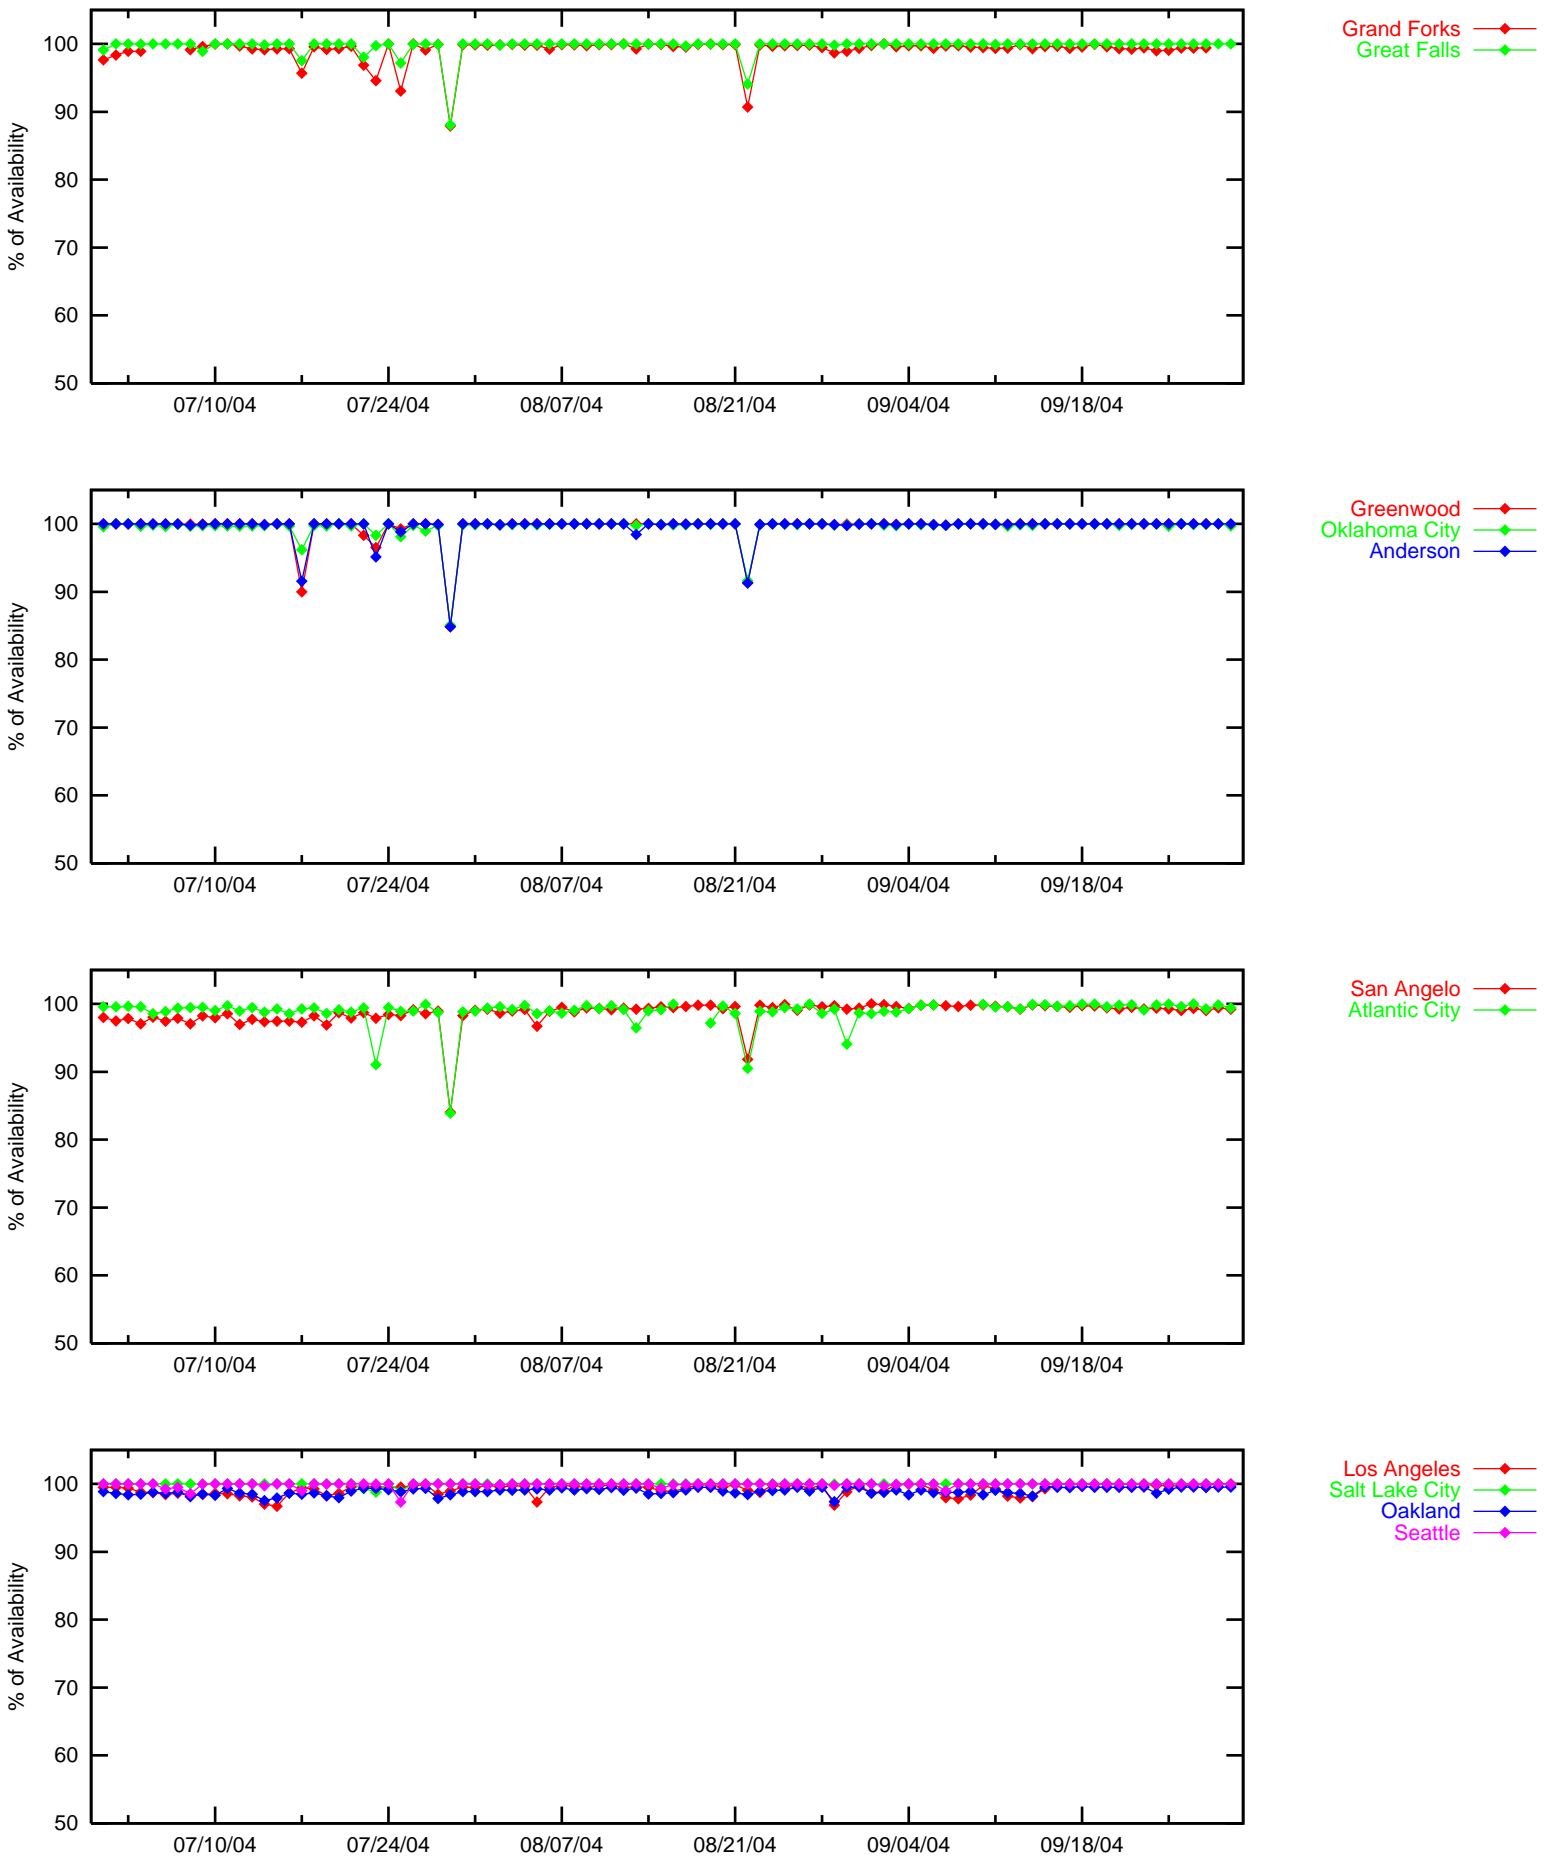 100
90
80
70
60
50
% of Availability
07/10/04 07/24/04 08/07/04 08/21/04 09/04/04 09/18/04
Grand Forks
Great Falls
100
90
80
70
60
50
% of Availability
07/10/04 07/24/04 08/07/04 08/21/04 09/04/04 09/18/04
Greenwood
Oklahoma City
Anderson
100
90
80
70
60
50
% of Availability
07/10/04 07/24/04 08/07/04 08/21/04 09/04/04 09/18/04
San Angelo
Atlantic City
100
90
80
70
60
50
% of Availability
07/10/04 07/24/04 08/07/04 08/21/04 09/04/04 09/18/04
Los Angeles
Salt Lake City
Oakland
Seattle